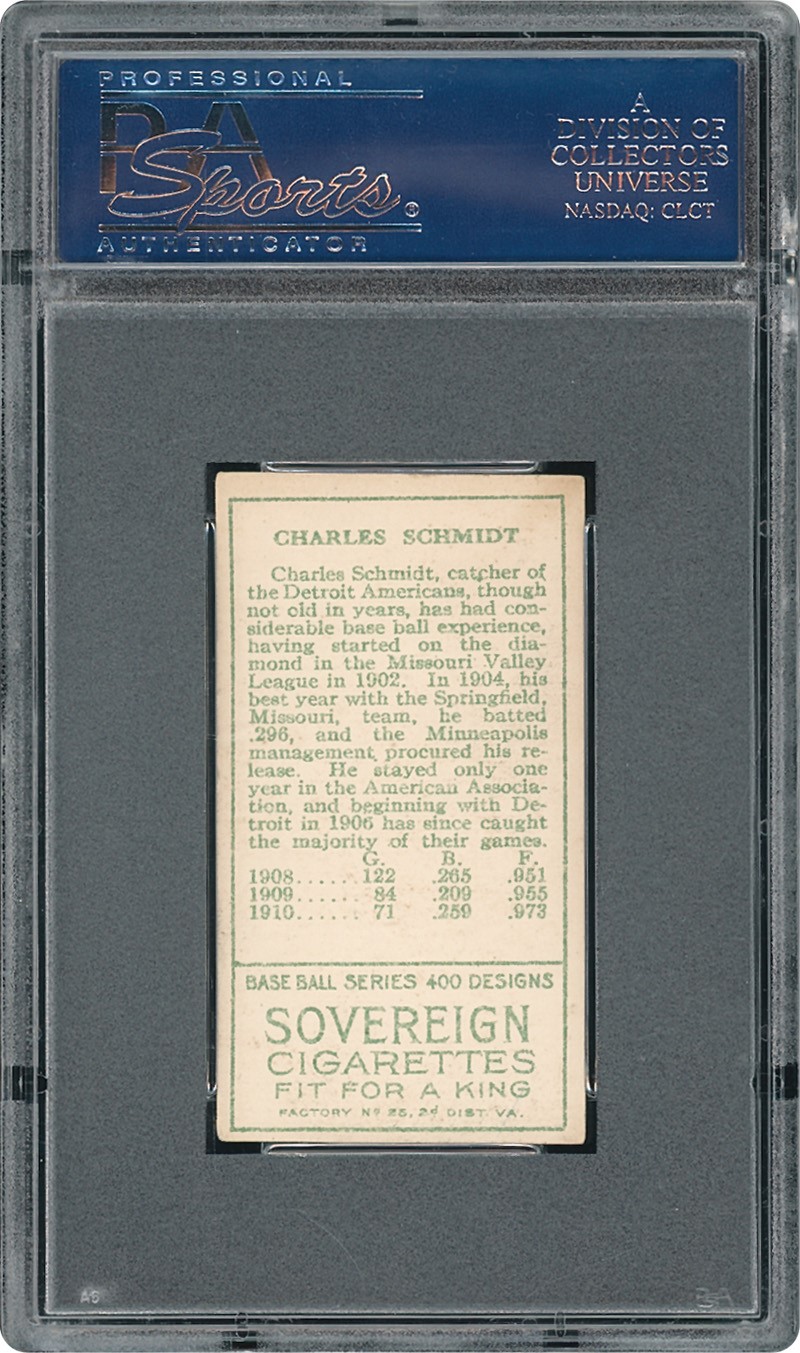 PROFESSIONAL
PSA
Sports®
AUTHENTICATOR
A
DIVISION OF
COLLECTORS
UNIVERSE
NASDAQ: CLCT
CHARLES SCHMIDT
Charles Schmidt, catcher of
the Detroit Americans, though
not old in years, has had con-
siderable base ball experience,
having started on the dia-
mond in the Missouri Valley
League in 1902. In 1904, his
best year with the Springfield,
Missouri, team, he batted
.296, and the Minneapolis
management procured his re-
lease. He stayed only one
year in the American Associa-
tion, and beginning with De-
troit in 1906 has since caught
the majority of their games.
G. B. F.
1908...... 122 .265 .951
1909...... 84 .209 .955
1910...... 71 .259 .973
BASE BALL SERIES 400 DESIGNS
SOVEREIGN
CIGARETTES
FIT FOR A KING
FACTORY Nº 25, 2d DIST. VA.
A6
PSA